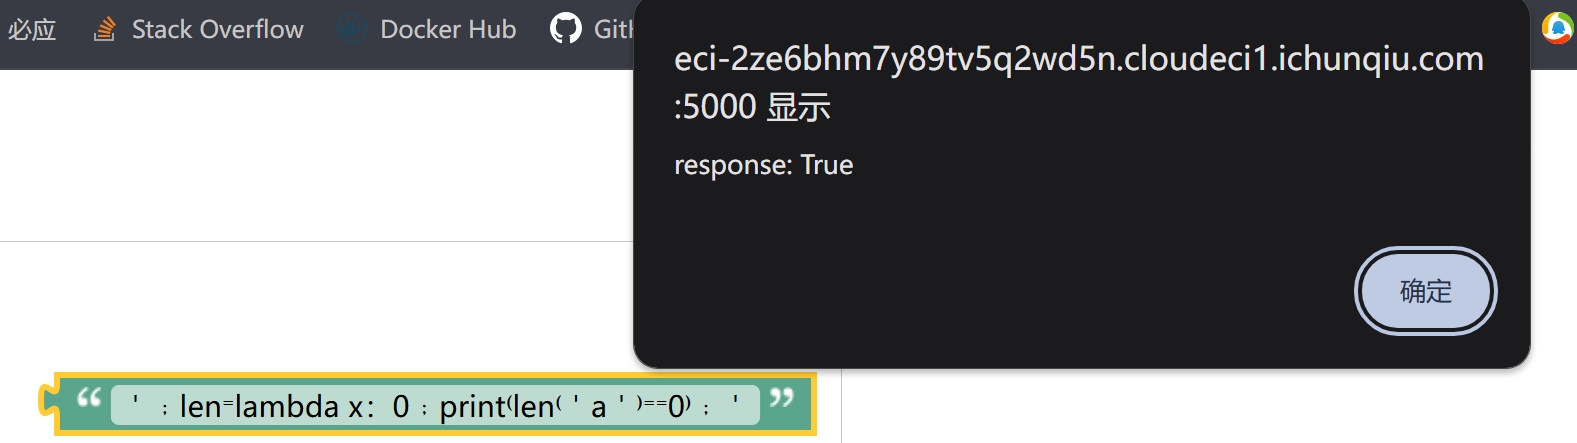 必应 Stack Overflow Docker Hub GitH
eci-2ze6bhm7y89tv5q2wd5n.cloudeci1.ichunqiu.com
:5000 显示
response: True
确定
“ ＇﹔len⁼lambda x： 0﹔print⁽len⁽＇a＇⁾⁼⁼0⁾﹔＇ ”